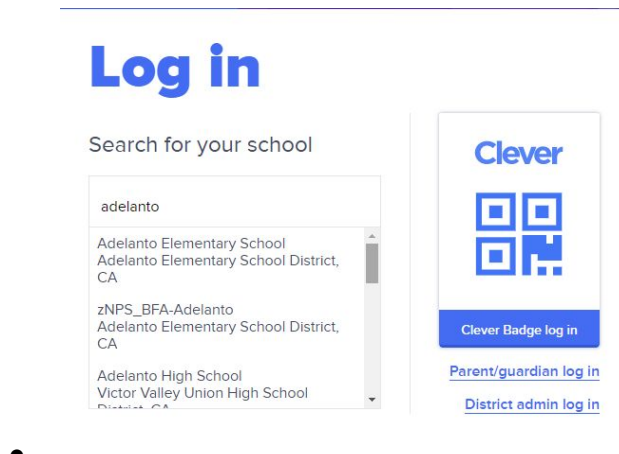 Log in
Search for your school
adelanto
Adelanto Elementary School
Adelanto Elementary School District,
CA
zNPS_BFA-Adelanto
Adelanto Elementary School District,
CA
Adelanto High School
Victor Valley Union High School
District, CA
Clever
Clever Badge log in
Parent/guardian log in
District admin log in